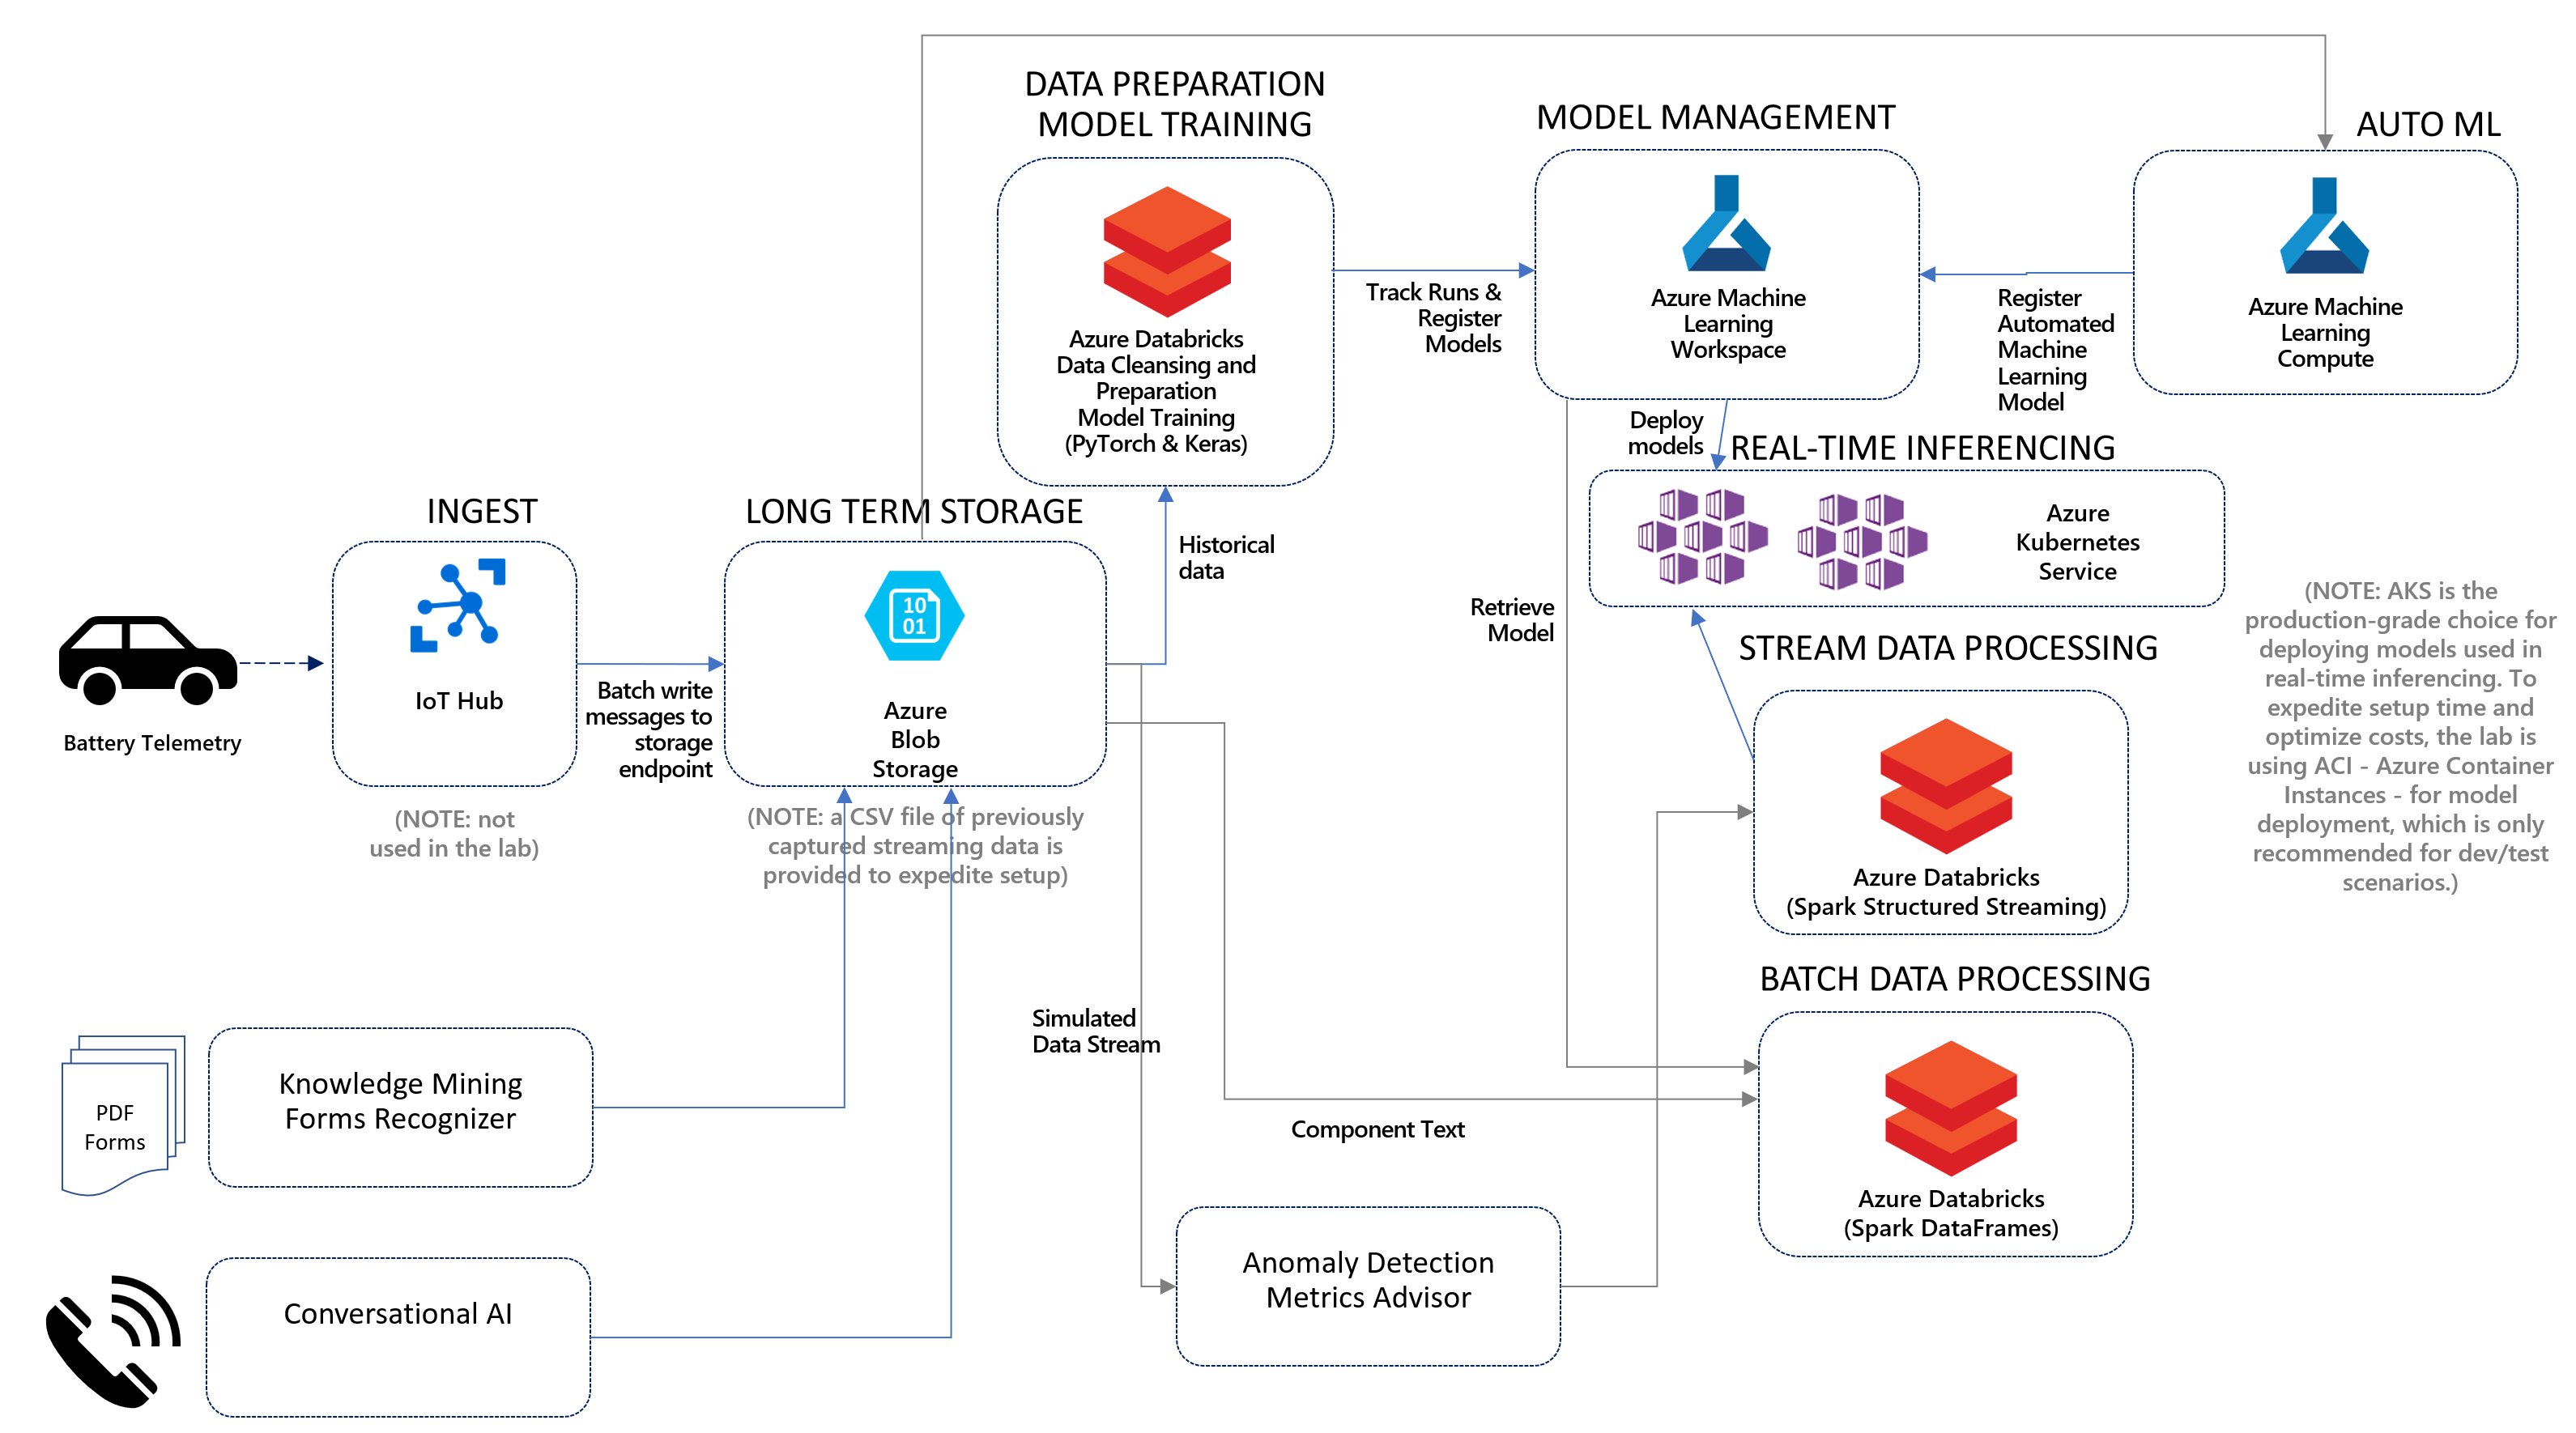 DATA PREPARATION
MODEL TRAINING
Azure Databricks
Data Cleansing and
Preparation
Model Training
(PyTorch & Keras)
Track Runs &
Register
Models
MODEL MANAGEMENT
Azure Machine
Learning
Workspace
Register
Automated
Machine
Learning
Model
AUTO ML
Azure Machine
Learning
Compute
Deploy
models
REAL-TIME INFERENCING
Azure
Kubernetes
Service
(NOTE: AKS is the
production-grade choice for
deploying models used in
real-time inferencing. To
expedite setup time and
optimize costs, the lab is
using ACI - Azure Container
Instances - for model
deployment, which is only
recommended for dev/test
scenarios.)
Battery Telemetry
INGEST
IoT Hub
(NOTE: not
used in the lab)
Batch write
messages to
storage
endpoint
LONG TERM STORAGE
10
01
Azure
Blob
Storage
(NOTE: a CSV file of previously
captured streaming data is
provided to expedite setup)
Historical
data
Retrieve
Model
STREAM DATA PROCESSING
Azure Databricks
(Spark Structured Streaming)
BATCH DATA PROCESSING
Azure Databricks
(Spark DataFrames)
Simulated
Data Stream
Component Text
PDF
Forms
Knowledge Mining
Forms Recognizer
Conversational AI
Anomaly Detection
Metrics Advisor